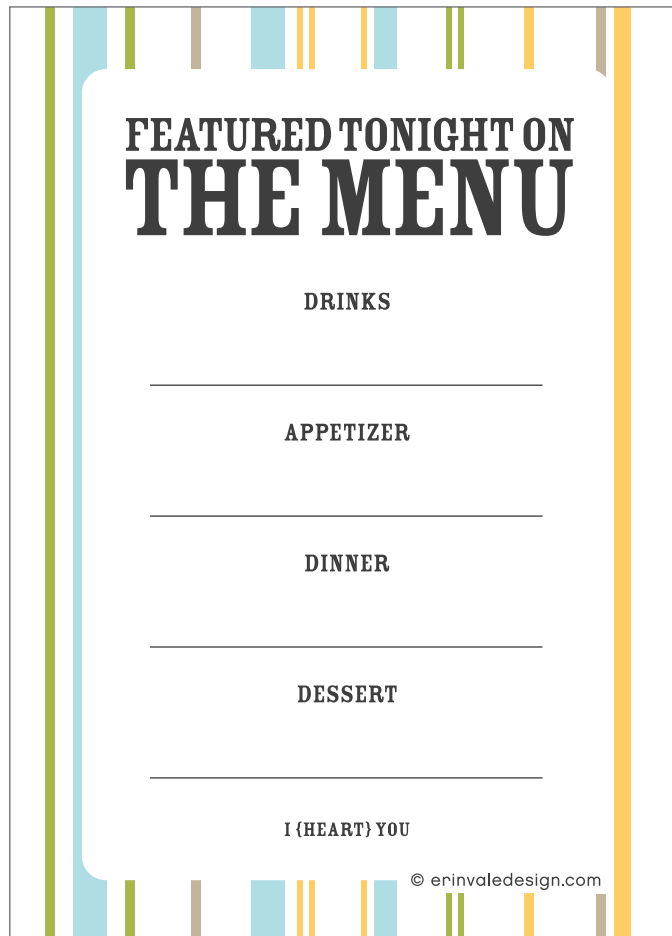 FEATURED TONIGHT ON
THE MENU
DRINKS
APPETIZER
DINNER
DESSERT
I {HEART} YOU
© erinvaledesign.com